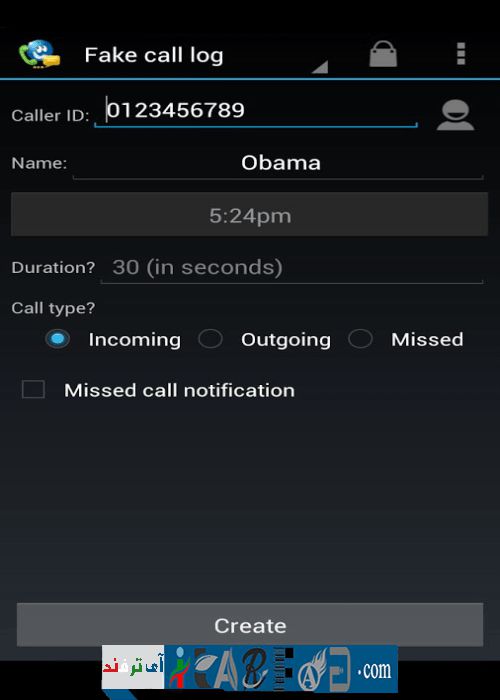 Fake call log
Caller ID: 0123456789
Name: Obama
5:24pm
Duration? 30 (in seconds)
Call type?
Incoming Outgoing Missed
Missed call notification
Create
آی ترفند .com